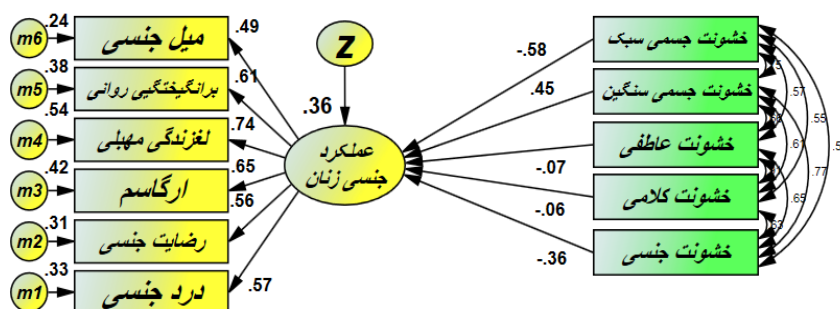 .24
m6
میل جنسی
.49
.38
m5
برانگیختگیی روانی
.61
.54
m4
لغزندگی مهبلی
.74
.42
m3
ارگاسم
.65
.31
m2
رضایت جنسی
.56
.33
m1
درد جنسی
.57
Z
.36
عملکرد
جنسی زنان
-.58
.45
-.07
-.06
-.36
خشونت جسمی سبک
خشونت جسمی سنگین
خشونت عاطفی
خشونت کلامی
خشونت جنسی
.57
.55
.61
.77
.65